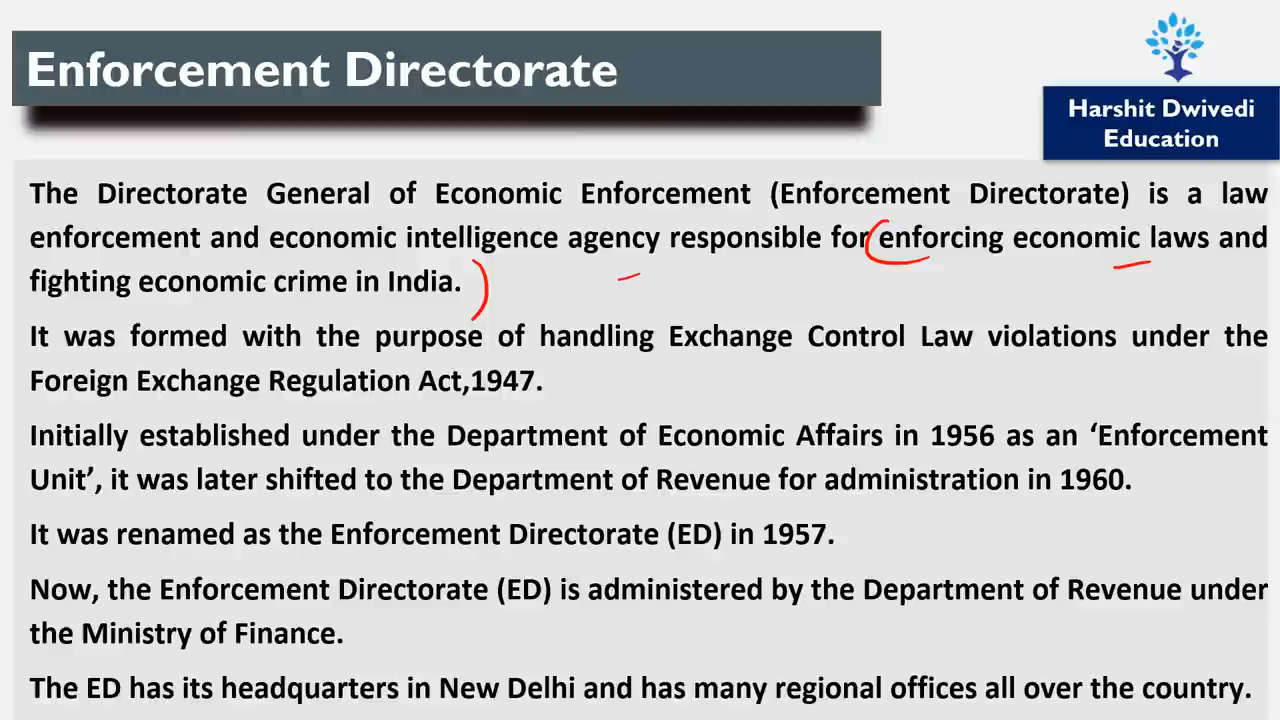 Enforcement Directorate
Harshit Dwivedi
Education
The Directorate General of Economic Enforcement (Enforcement Directorate) is a law
enforcement and economic intelligence agency responsible for enforcing economic laws and
fighting economic crime in India.
It was formed with the purpose of handling Exchange Control Law violations under the
Foreign Exchange Regulation Act,1947.
Initially established under the Department of Economic Affairs in 1956 as an ‘Enforcement
Unit’, it was later shifted to the Department of Revenue for administration in 1960.
It was renamed as the Enforcement Directorate (ED) in 1957.
Now, the Enforcement Directorate (ED) is administered by the Department of Revenue under
the Ministry of Finance.
The ED has its headquarters in New Delhi and has many regional offices all over the country.